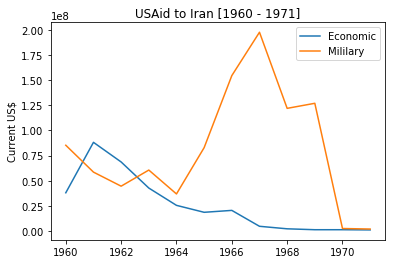 USAid to Iran [1960 - 1971]
1e8
Economic
Mililary
Current US$
2.00
1.75
1.50
1.25
1.00
0.75
0.50
0.25
0.00
1960 1962 1964 1966 1968 1970